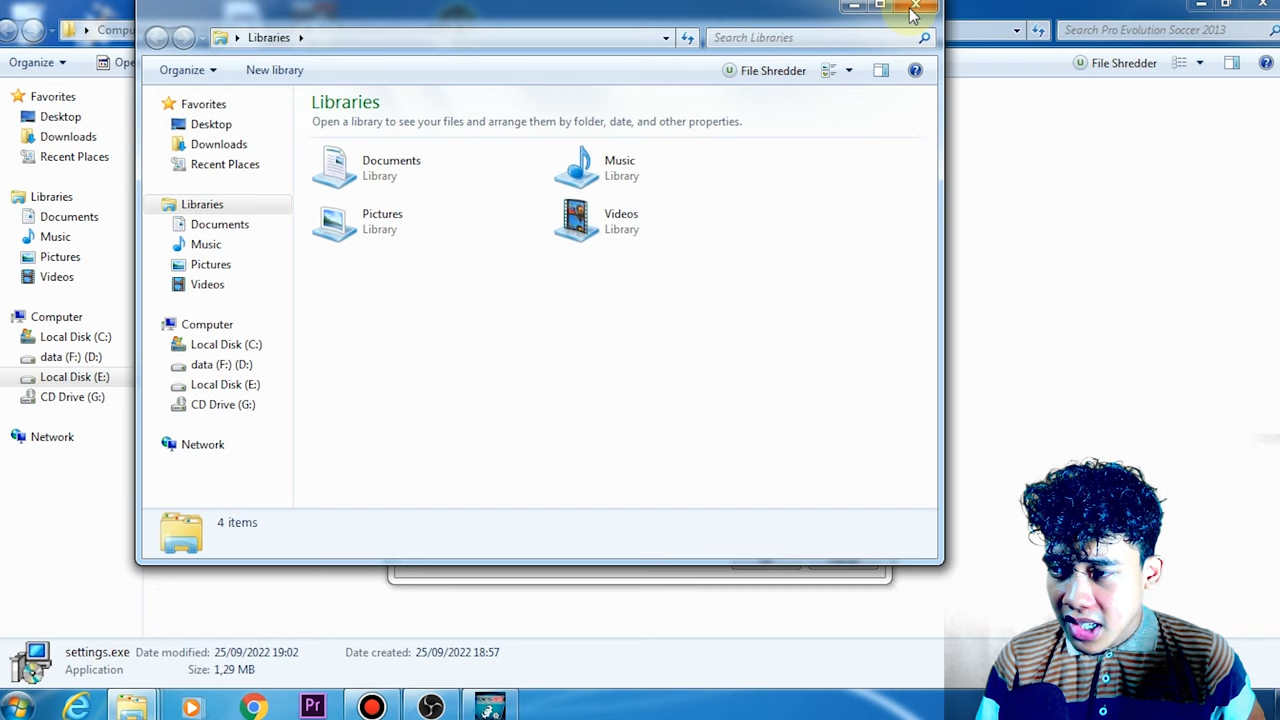 Compu
Search Pro Evolution Soccer 2013
Organize
Ope
File Shredder
Favorites
Desktop
Downloads
Recent Places
Libraries
Documents
Music
Pictures
Videos
Computer
Local Disk (C:)
data (F:) (D:)
Local Disk (E:)
CD Drive (G:)
Network
Libraries
Search Libraries
Organize
New library
File Shredder
Favorites
Desktop
Downloads
Recent Places
Libraries
Documents
Music
Pictures
Videos
Computer
Local Disk (C:)
data (F:) (D:)
Local Disk (E:)
CD Drive (G:)
Network
Libraries
Open a library to see your files and arrange them by folder, date, and other properties.
Documents
Library
Music
Library
Pictures
Library
Videos
Library
4 items
settings.exe Date modified: 25/09/2022 19:02 Date created: 25/09/2022 18:57
Application Size: 1,29 MB
Pr